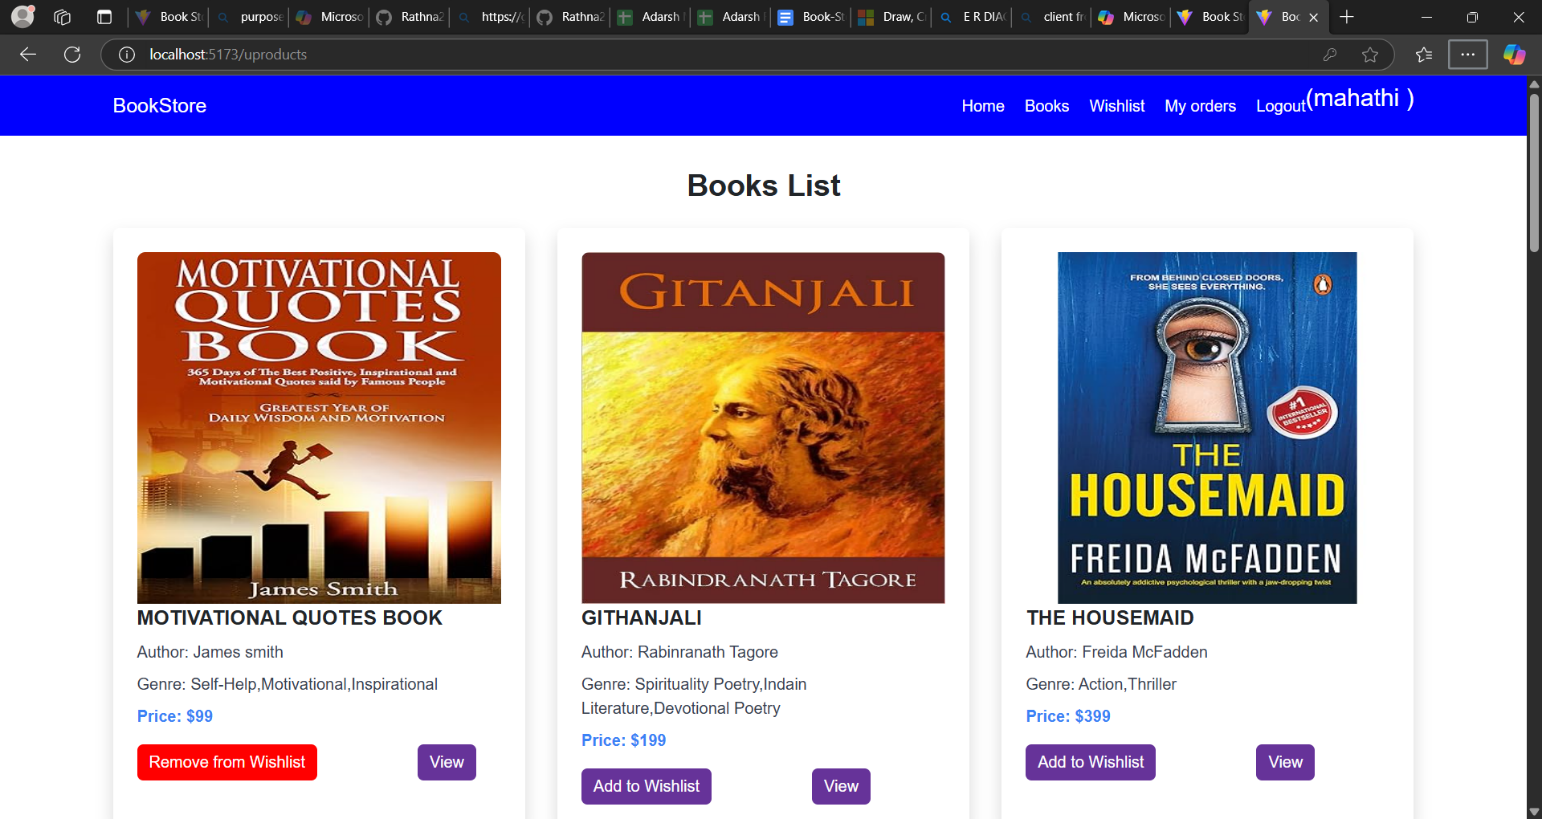 Book St
purpose
Microso
Rathna2
https://g
Rathna2
Adarsh
Adarsh
Book-St
Draw, C
E R DIA
client fr
Microso
Book St
Boo
localhost:5173/uproducts
BookStore
Home
Books
Wishlist
My orders
Logout(mahathi )
Books List
MOTIVATIONAL
QUOTES
BOOK
365 Days of The Best Positive, Inspirational and
Motivational Quotes said by Famous People
GREATEST YEAR OF
DAILY WISDOM AND MOTIVATION
James Smith
MOTIVATIONAL QUOTES BOOK
Author: James smith
Genre: Self-Help,Motivational,Inspirational
Price: $99
Remove from Wishlist
View
GITANJALI
RABINDRANATH TAGORE
GITHANJALI
Author: Rabinranath Tagore
Genre: Spirituality Poetry,Indain
Literature,Devotional Poetry
Price: $199
Add to Wishlist
View
FROM BEHIND CLOSED DOORS,
SHE SEES EVERYTHING.
#1
INTERNATIONAL
BESTSELLER
THE
HOUSEMAID
FREIDA McFADDEN
An absolutely addictive psychological thriller with a jaw-dropping twist
THE HOUSEMAID
Author: Freida McFadden
Genre: Action,Thriller
Price: $399
Add to Wishlist
View